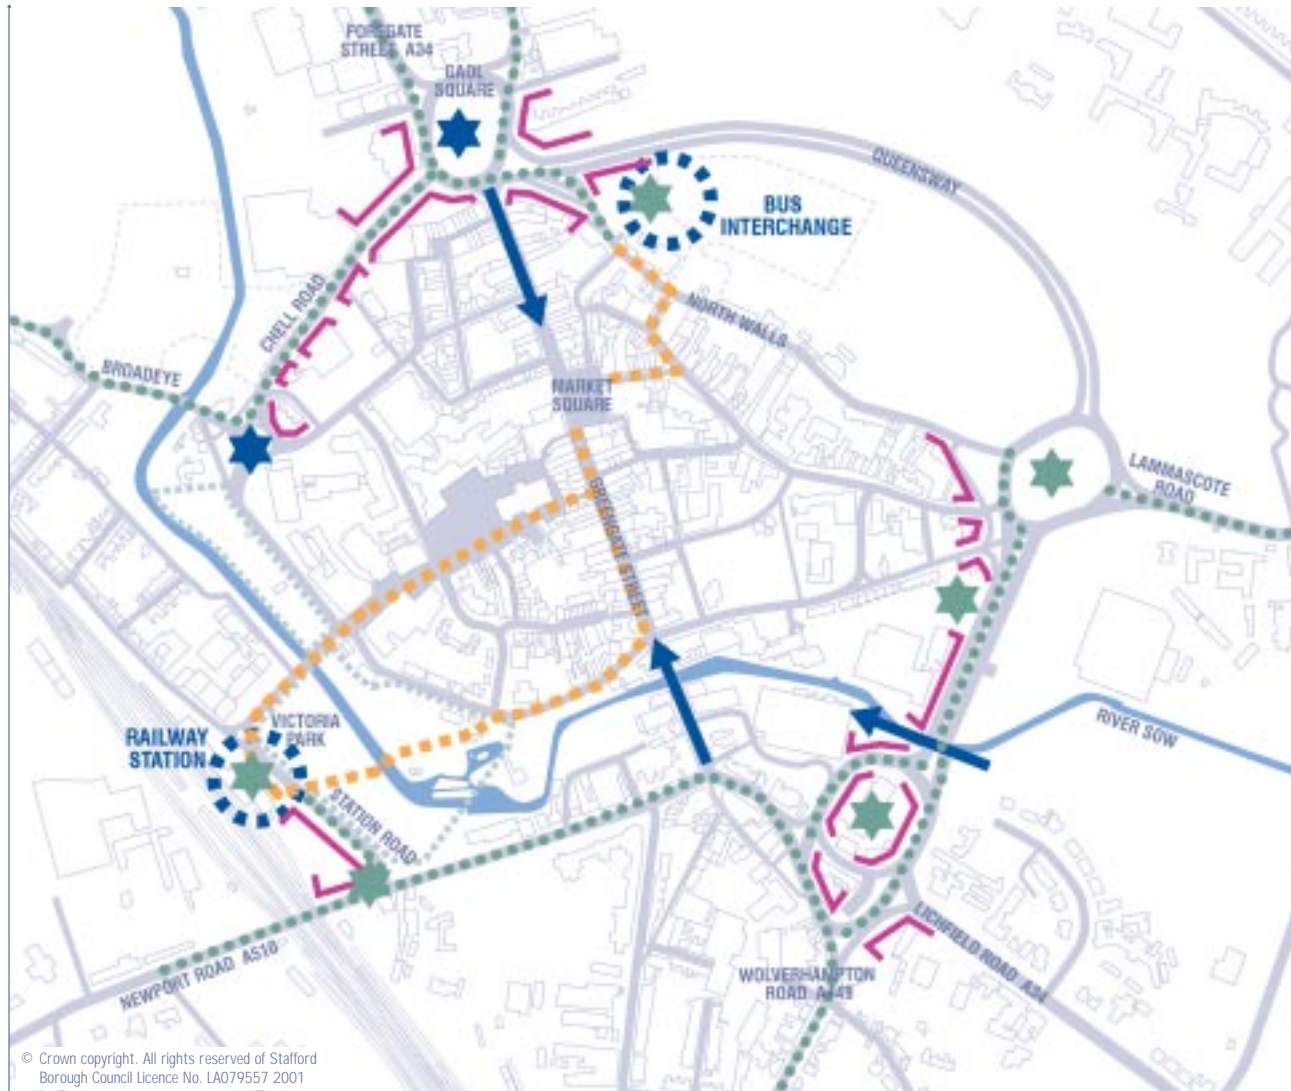 FOREGATE
STREET A34
GAOL
SQUARE
QUEENSWAY
BUS
INTERCHANGE
CHELL ROAD
NORTH WALLS
BROADEYE
MARKET
SQUARE
LAMMASCOTE
ROAD
GREENGATE STREET
RIVER SOW
VICTORIA
PARK
RAILWAY
STATION
STATION ROAD
LICHFIELD ROAD A34
WOLVERHAMPTON
ROAD A449
NEWPORT ROAD A518
© Crown copyright. All rights reserved of Stafford
Borough Council Licence No. LA079557 2001